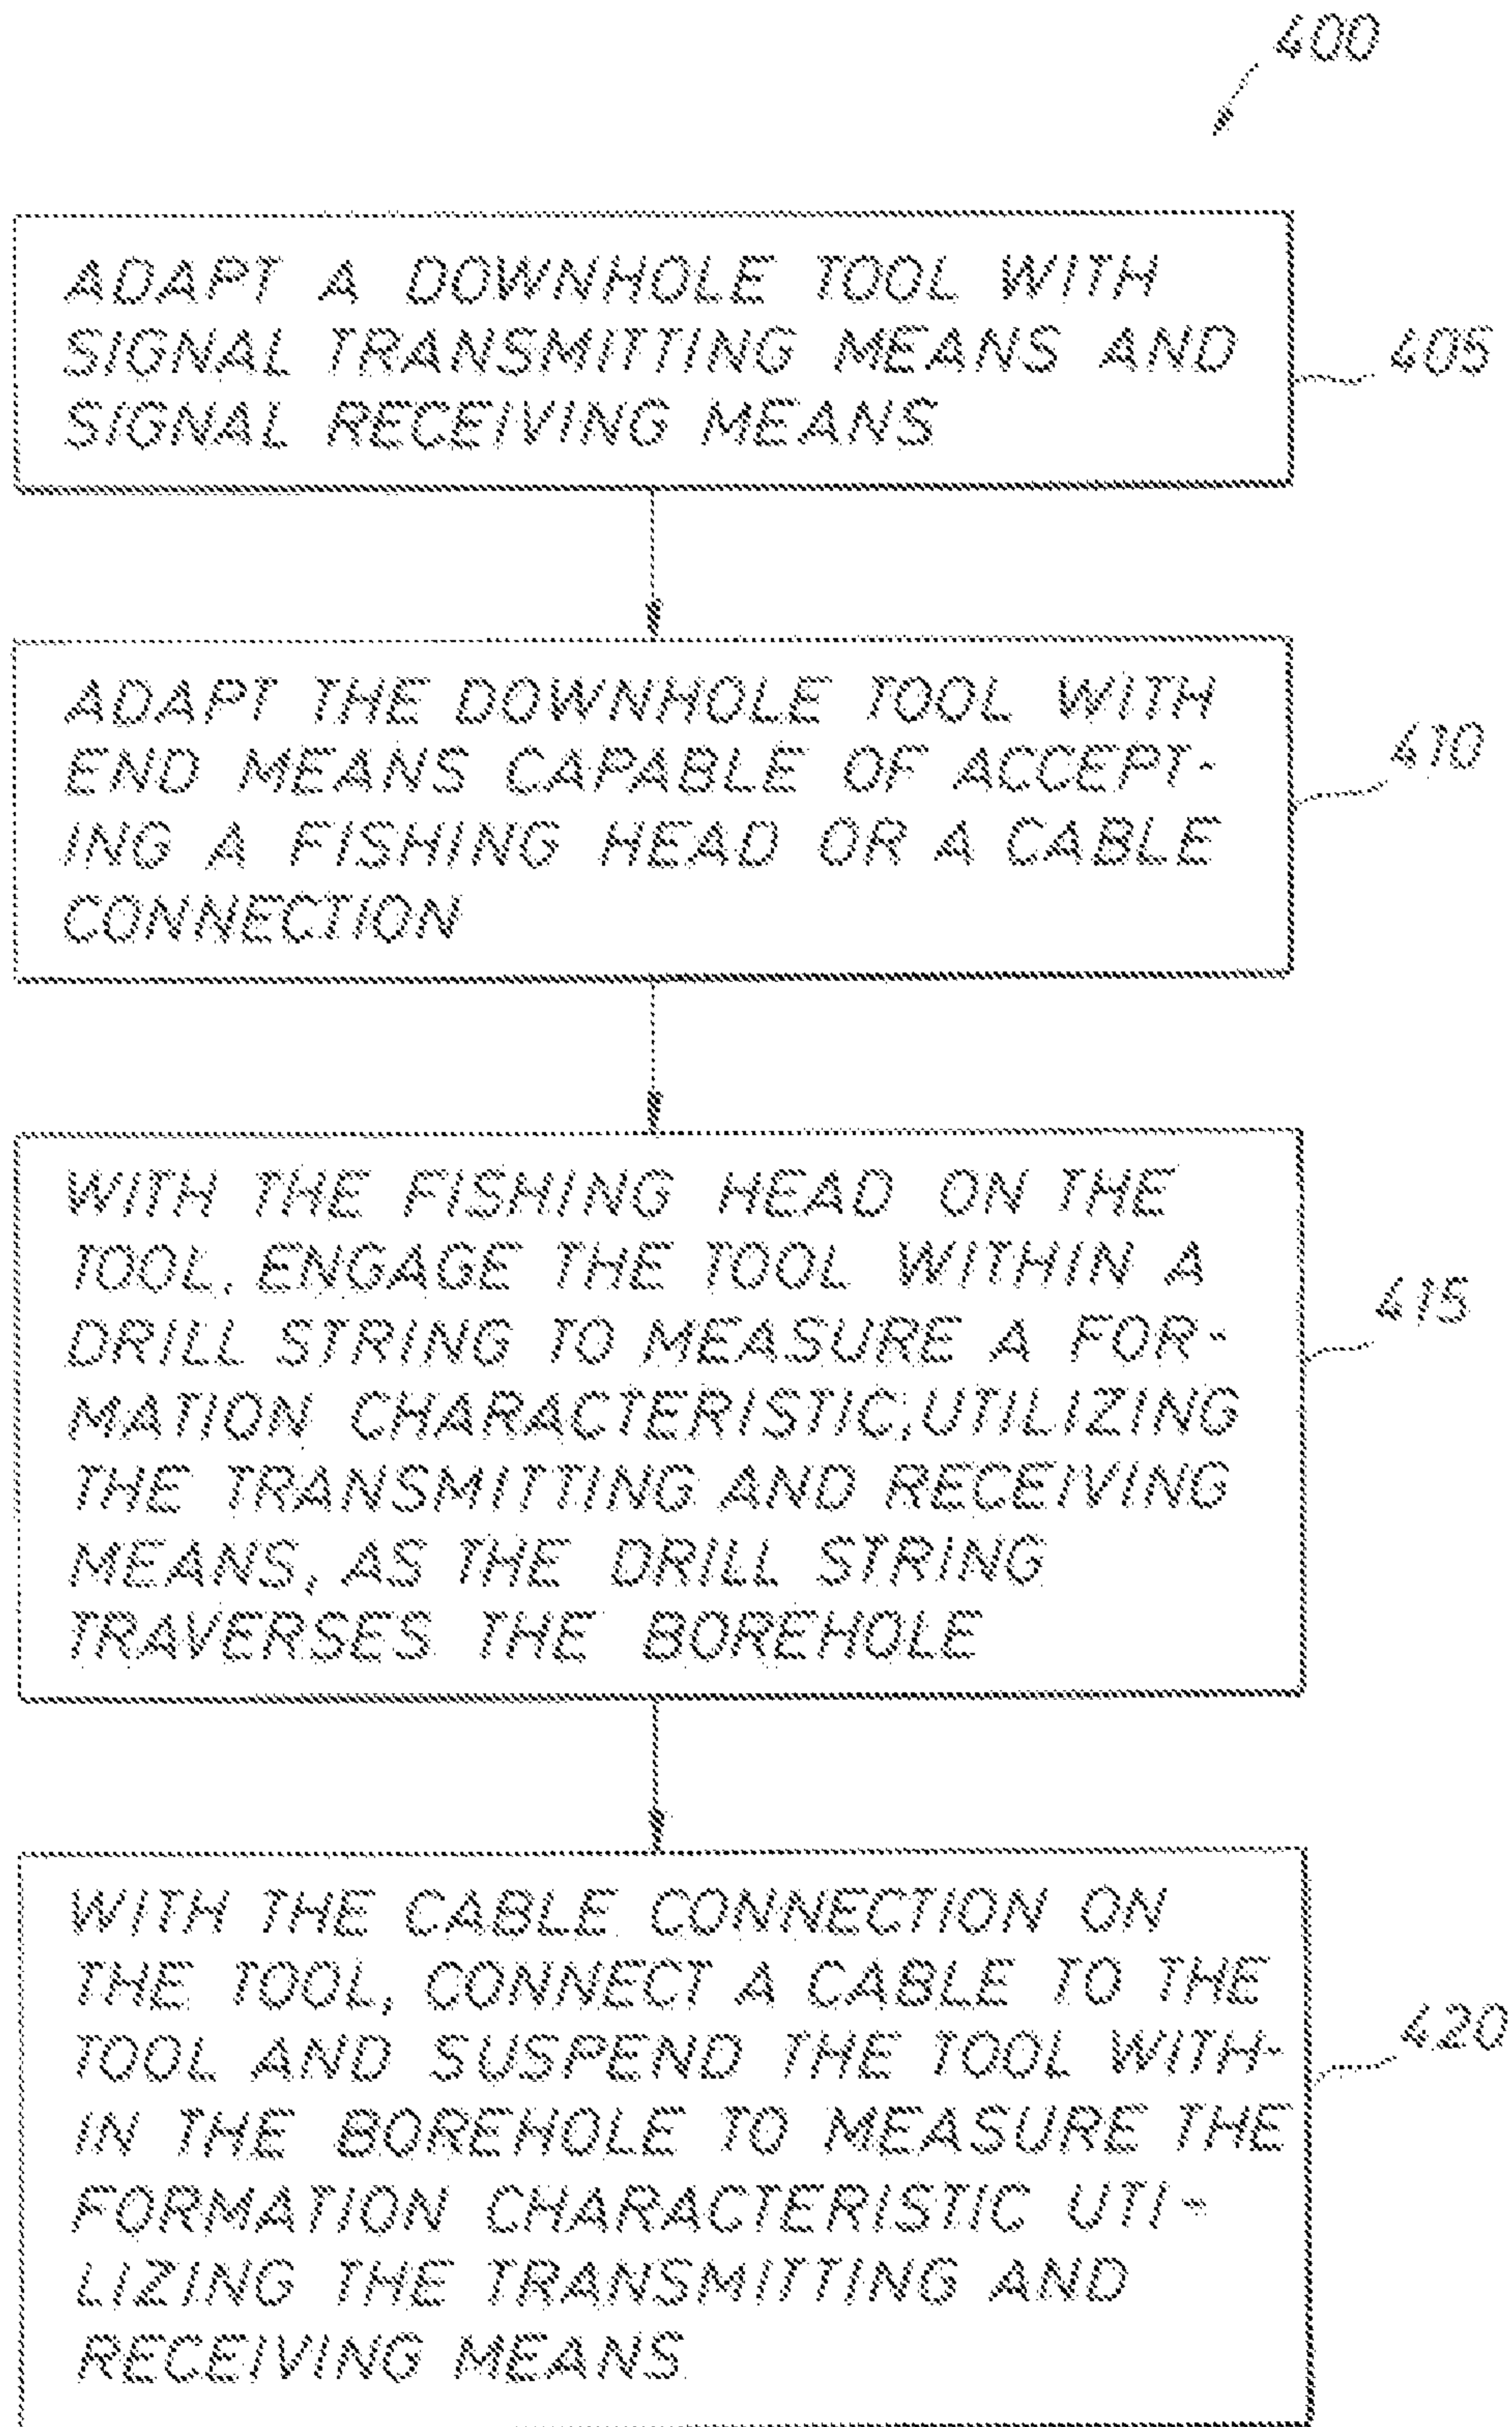 400
ADAPT A DOWNHOLE TOOL WITH
SIGNAL TRANSMITTING MEANS AND
SIGNAL RECEIVING MEANS
405
ADAPT THE DOWNHOLE TOOL WITH
END MEANS CAPABLE OF ACCEPT-
ING A FISHING HEAD OR A CABLE
CONNECTION
410
WITH THE FISHING HEAD ON THE
TOOL, ENGAGE THE TOOL WITHIN A
DRILL STRING TO MEASURE A FOR-
MATION CHARACTERISTIC, UTILIZING
THE TRANSMITTING AND RECEIVING
MEANS, AS THE DRILL STRING
TRAVERSES THE BOREHOLE
415
WITH THE CABLE CONNECTION ON
THE TOOL, CONNECT A CABLE TO THE
TOOL AND SUSPEND THE TOOL WITH-
IN THE BOREHOLE TO MEASURE THE
FORMATION CHARACTERISTIC UTI-
LIZING THE TRANSMITTING AND
RECEIVING MEANS
420